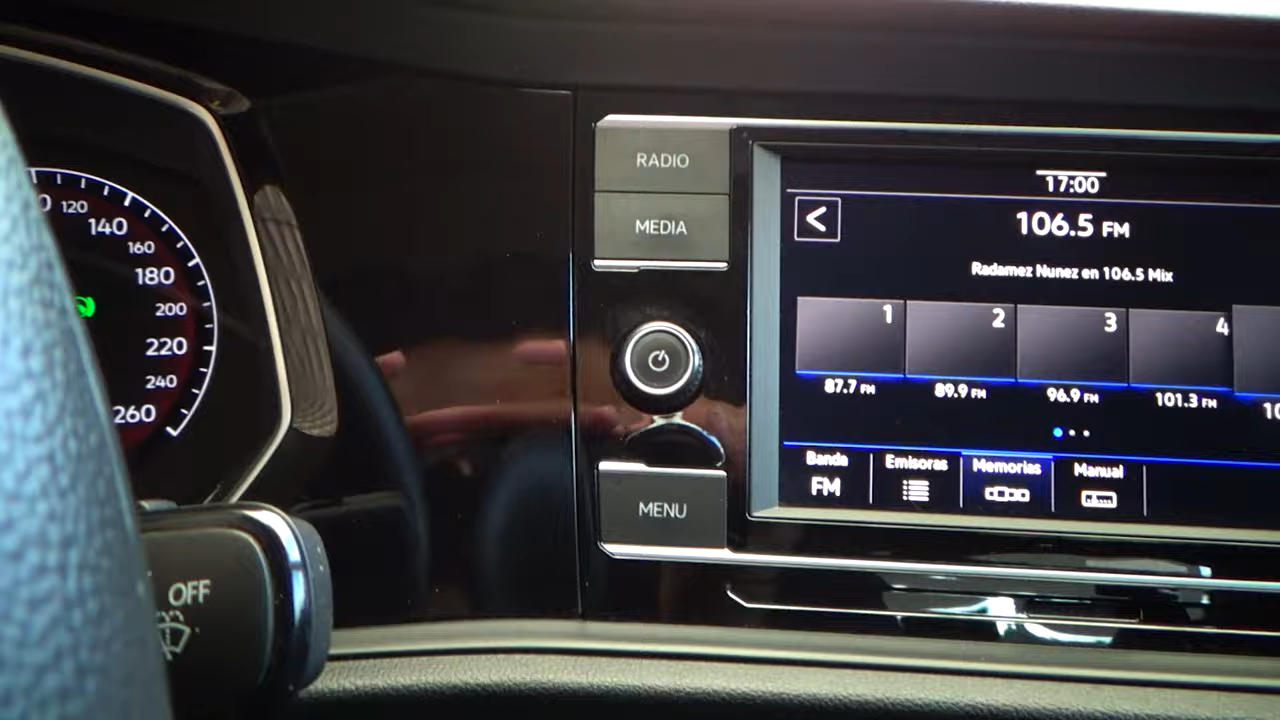 120
140
160
180
200
220
240
260
OFF
RADIO
MEDIA
MENU
17:00
<
106.5 FM
Radamez Nunez en 106.5 Mix
1 2 3 4
87.7 FM 89.9 FM 96.9 FM 101.3 FM
Banda Emisoras Memorias Manual
FM